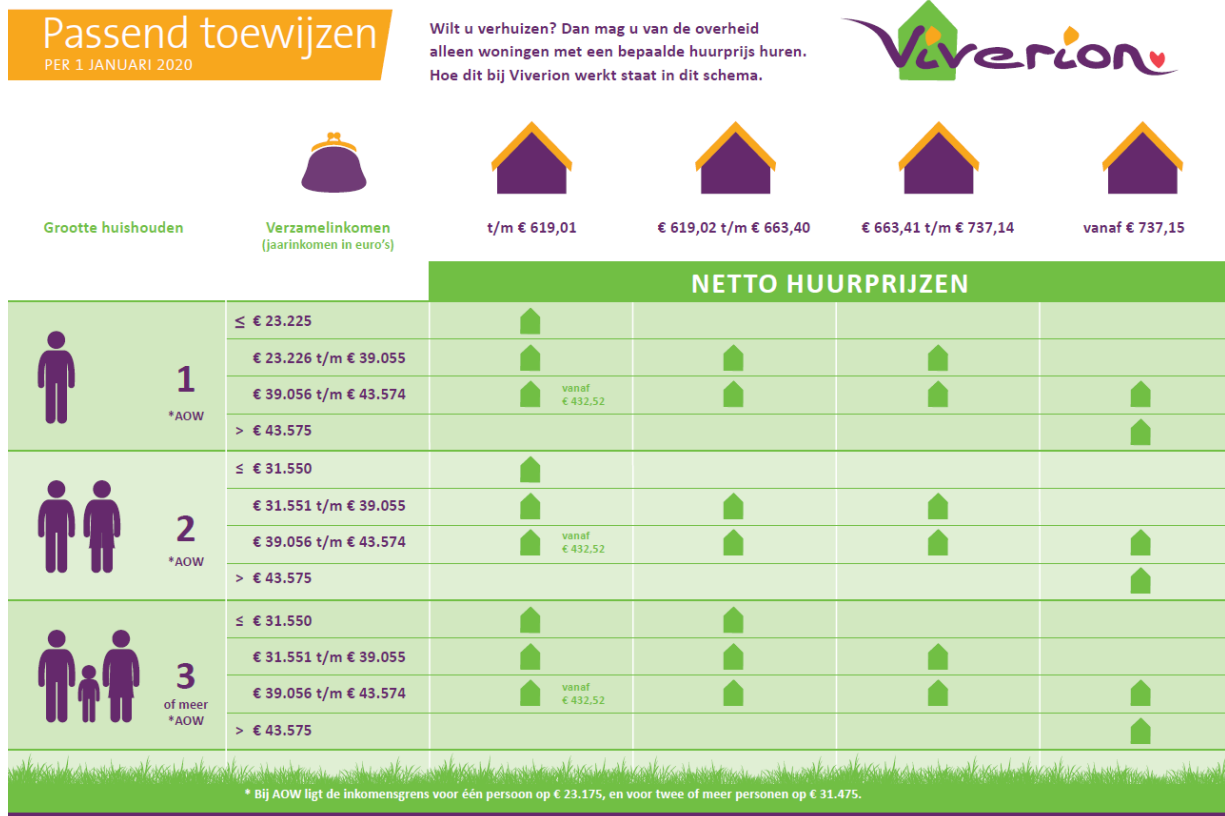 Passend toewijzen
PER 1 JANUARI 2020
Wilt u verhuizen? Dan mag u van de overheid
alleen woningen met een bepaalde huurprijs huren.
Hoe dit bij Viverion werkt staat in dit schema.
Viverion
Grootte huishouden
Verzamelinkomen
(jaarinkomen in euro's)
t/m € 619,01
€ 619,02 t/m € 663,40
€ 663,41 t/m € 737,14
vanaf € 737,15
NETTO HUURPRIJZEN
1
*AOW
≤ € 23.225
€ 23.226 t/m € 39.055
€ 39.056 t/m € 43.574
vanaf
€ 432,52
> € 43.575
2
*AOW
≤ € 31.550
€ 31.551 t/m € 39.055
€ 39.056 t/m € 43.574
vanaf
€ 432,52
> € 43.575
3
of meer
*AOW
≤ € 31.550
€ 31.551 t/m € 39.055
€ 39.056 t/m € 43.574
vanaf
€ 432,52
> € 43.575
* Bij AOW ligt de inkomensgrens voor één persoon op € 23.175, en voor twee of meer personen op € 31.475.